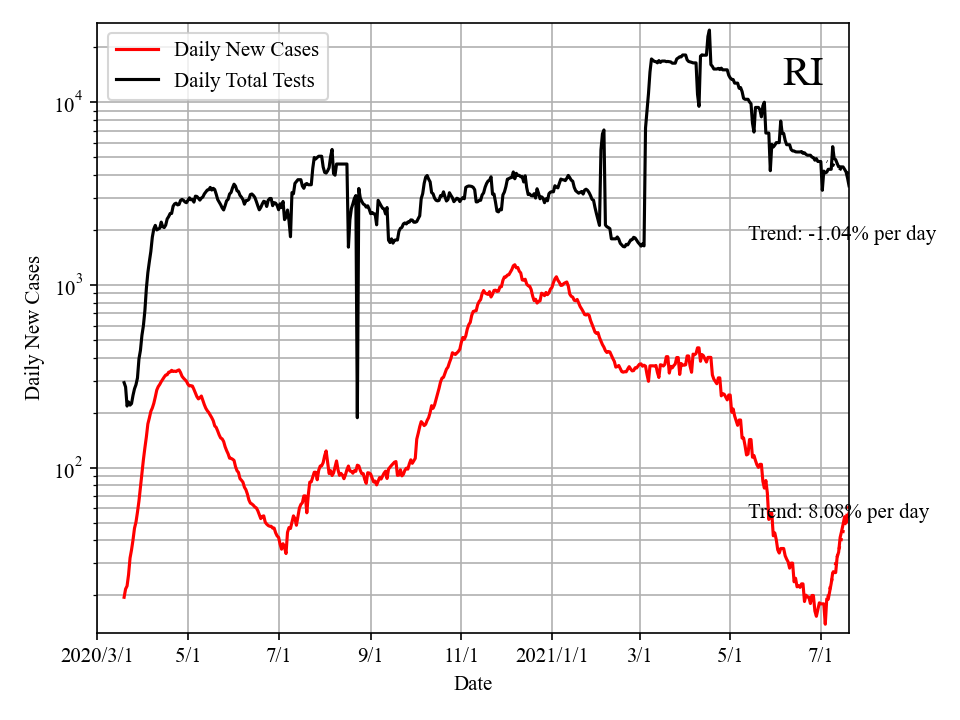 Daily New Cases
Daily Total Tests
RI
10^4
10^3
10^2
Daily New Cases
Trend: -1.04% per day
Trend: 8.08% per day
2020/3/1 5/1 7/1 9/1 11/1 2021/1/1 3/1 5/1 7/1
Date